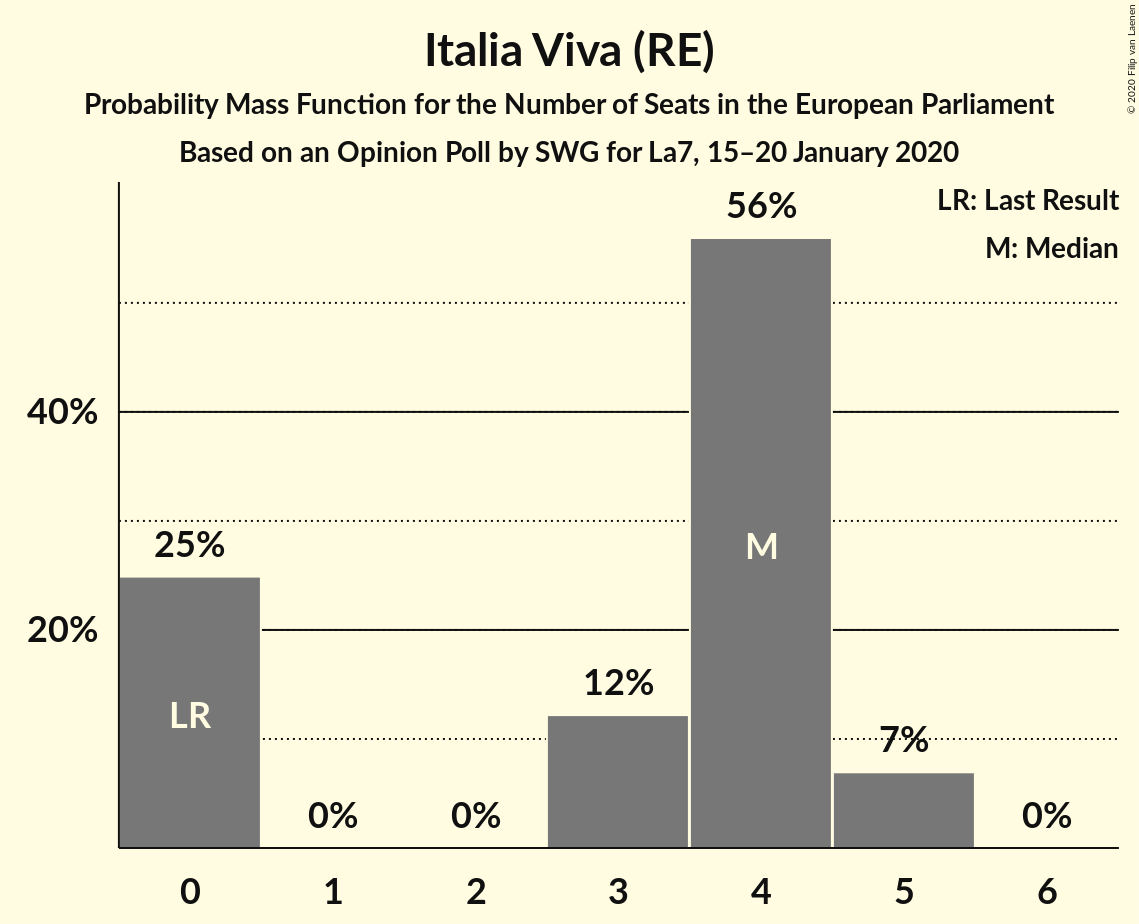 Italia Viva (RE)
Probability Mass Function for the Number of Seats in the European Parliament
Based on an Opinion Poll by SWG for La7, 15–20 January 2020
© 2020 Filip van Laenen
LR: Last Result
M: Median
56%
40%
25%
M
20%
12%
LR
7%
0%
0%
0%
0
1
2
3
4
5
6